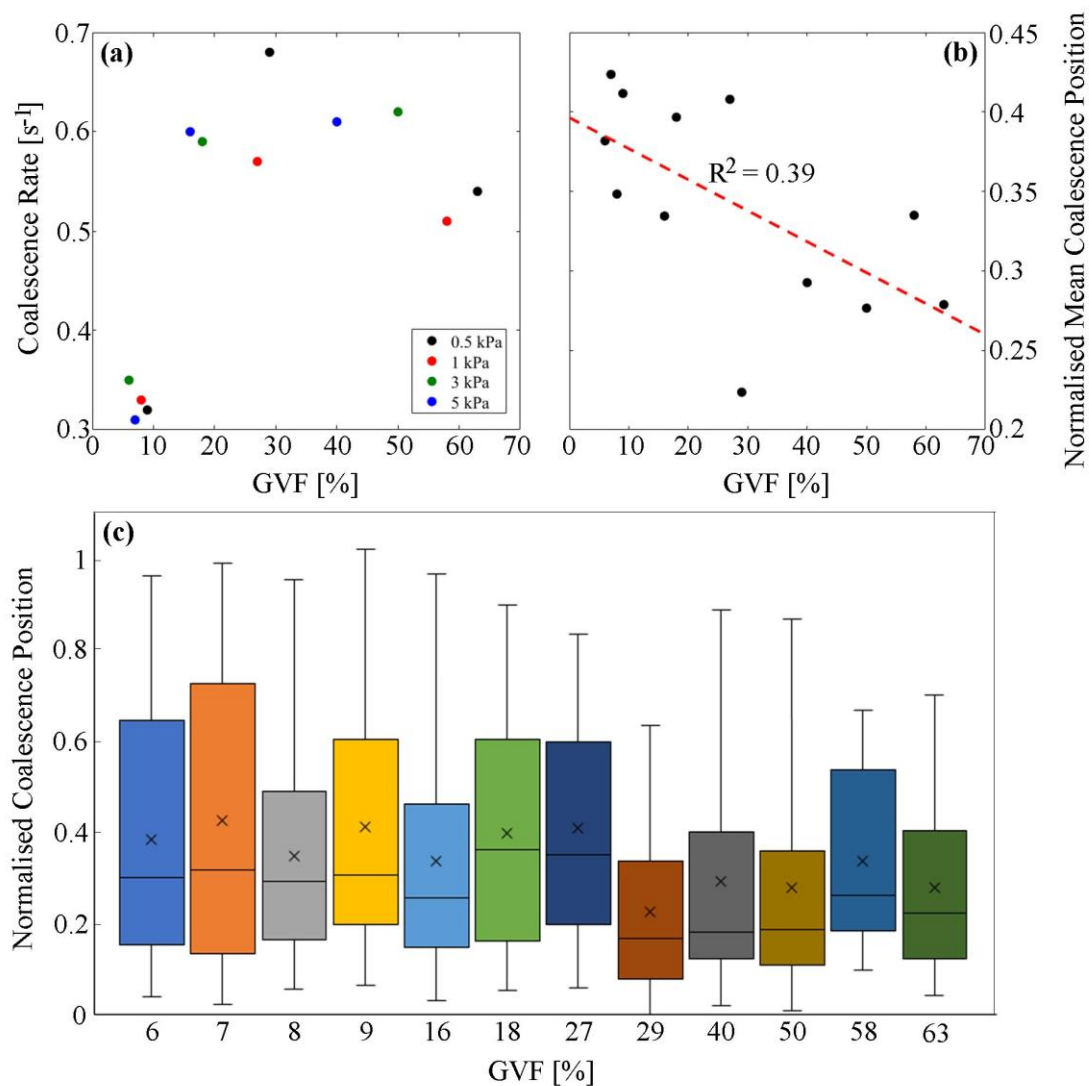 (a)
0.7
0.6
0.5
0.4
0.3
Coalescence Rate [s-1]
0 10 20 30 40 50 60 70
GVF [%]
0.5 kPa
1 kPa
3 kPa
5 kPa
(b)
R2 = 0.39
0.45
0.4
0.35
0.3
0.25
0.2
Normalised Mean Coalescence Position
0 10 20 30 40 50 60 70
GVF [%]
(c)
1
0.8
0.6
0.4
0.2
0
Normalised Coalescence Position
6 7 8 9 16 18 27 29 40 50 58 63
GVF [%]